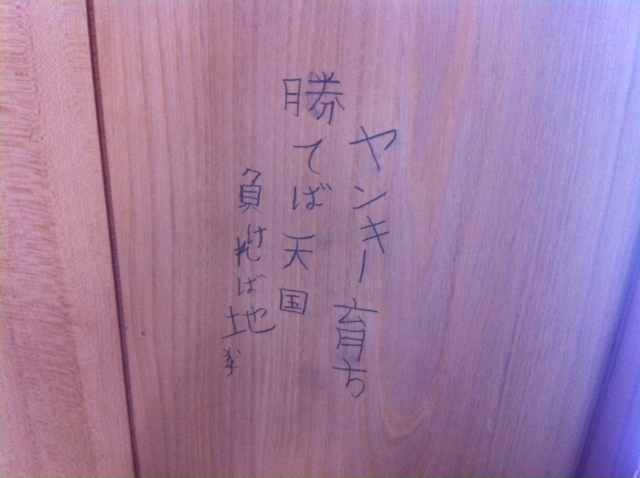 ヤンキー育ち
勝てば天国
負ければ地